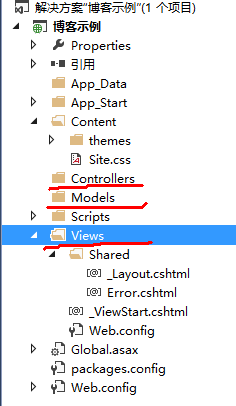 解决方案"博客示例"(1 个项目)
博客示例
Properties
引用
App_Data
App_Start
Content
themes
Site.css
Controllers
Models
Scripts
Views
Shared
_Layout.cshtml
Error.cshtml
_ViewStart.cshtml
Web.config
Global.asax
packages.config
Web.config